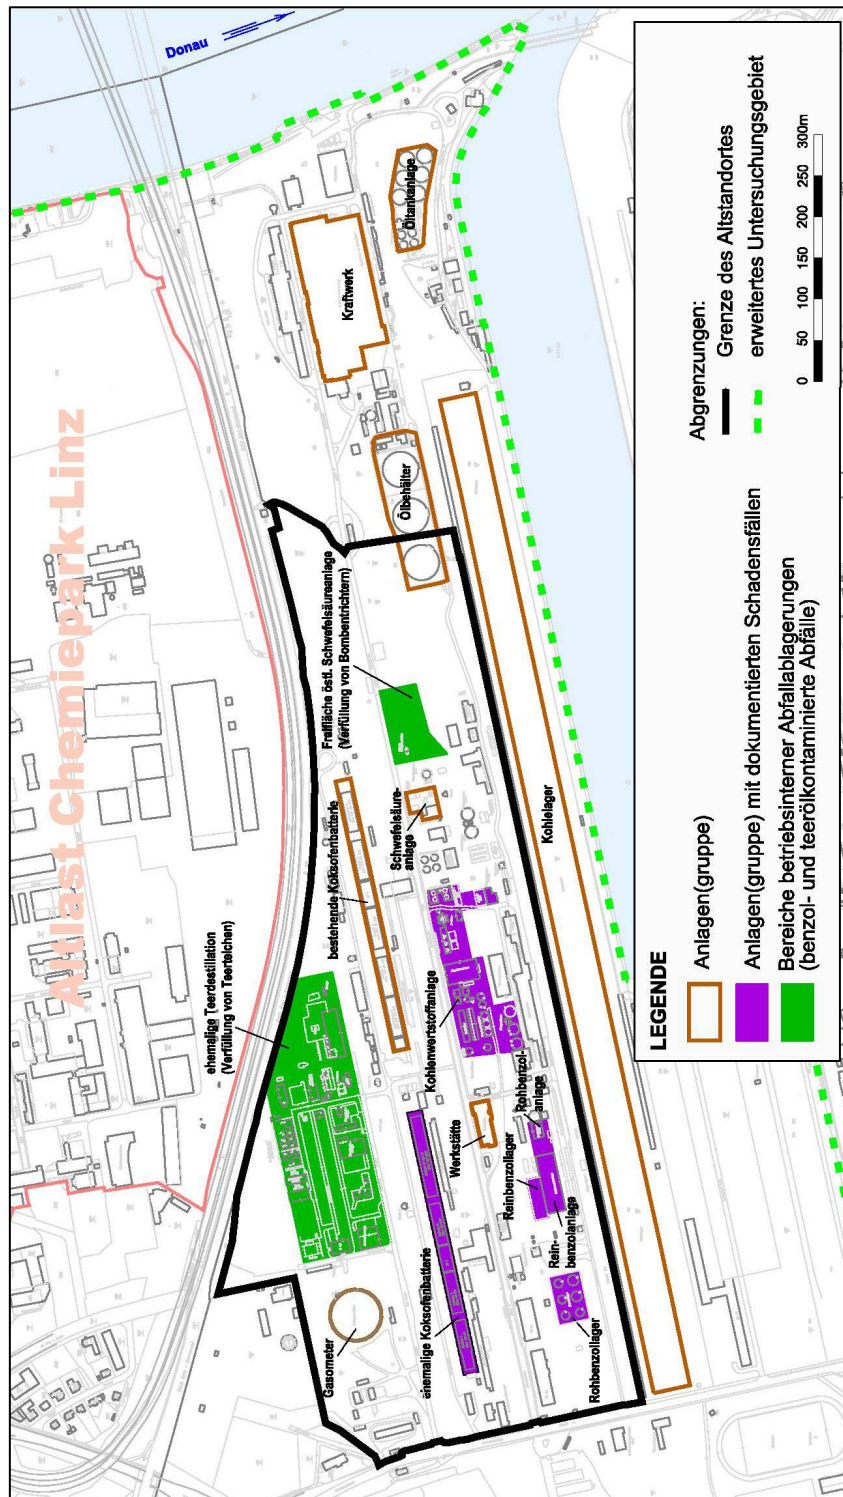 Donau
Altlast Chemiepark Linz
Öltankanlage
Kraftwerk
Ölbehälter
Freifläche östl. Schwefelsäureanlage
(Verfüllung von Bombentrichtern)
Schwefelsäure-
anlage
bestehende Koksofenbatterie
Kohlelager
ehemalige Teerdestillation
(Verfüllung von Teerteichen)
Kohlenwertstoffanlage
Werkstätte
Rohbenzol-
anlage
Reinbenzollager
Rein-
benzolanlage
Rohbenzollager
ehemalige Koksofenbatterie
Gasometer
LEGENDE
Anlagen(gruppe)
Anlagen(gruppe) mit dokumentierten Schadensfällen
Bereiche betriebsinterner Abfallablagerungen
(benzol- und teerölkontaminierte Abfälle)
Abgrenzungen:
Grenze des Altstandortes
erweitertes Untersuchungsgebiet
0 50 100 150 200 250 300m